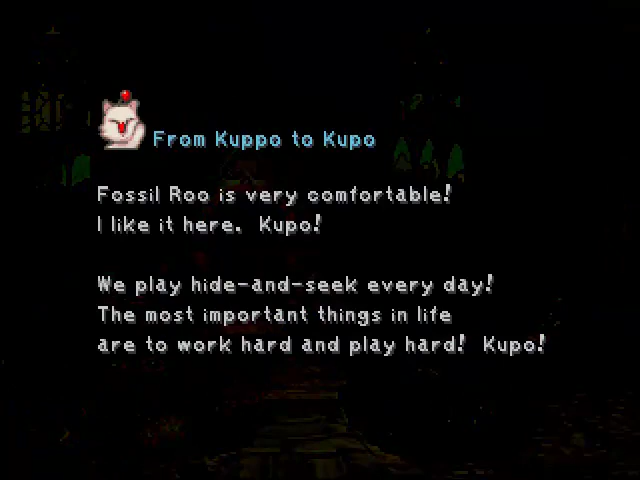 From Kuppo to Kupo
Fossil Roo is very comfortable!
I like it here.  Kupo!
We play hide-and-seek every day!
The most important things in life
are to work hard and play hard!  Kupo!